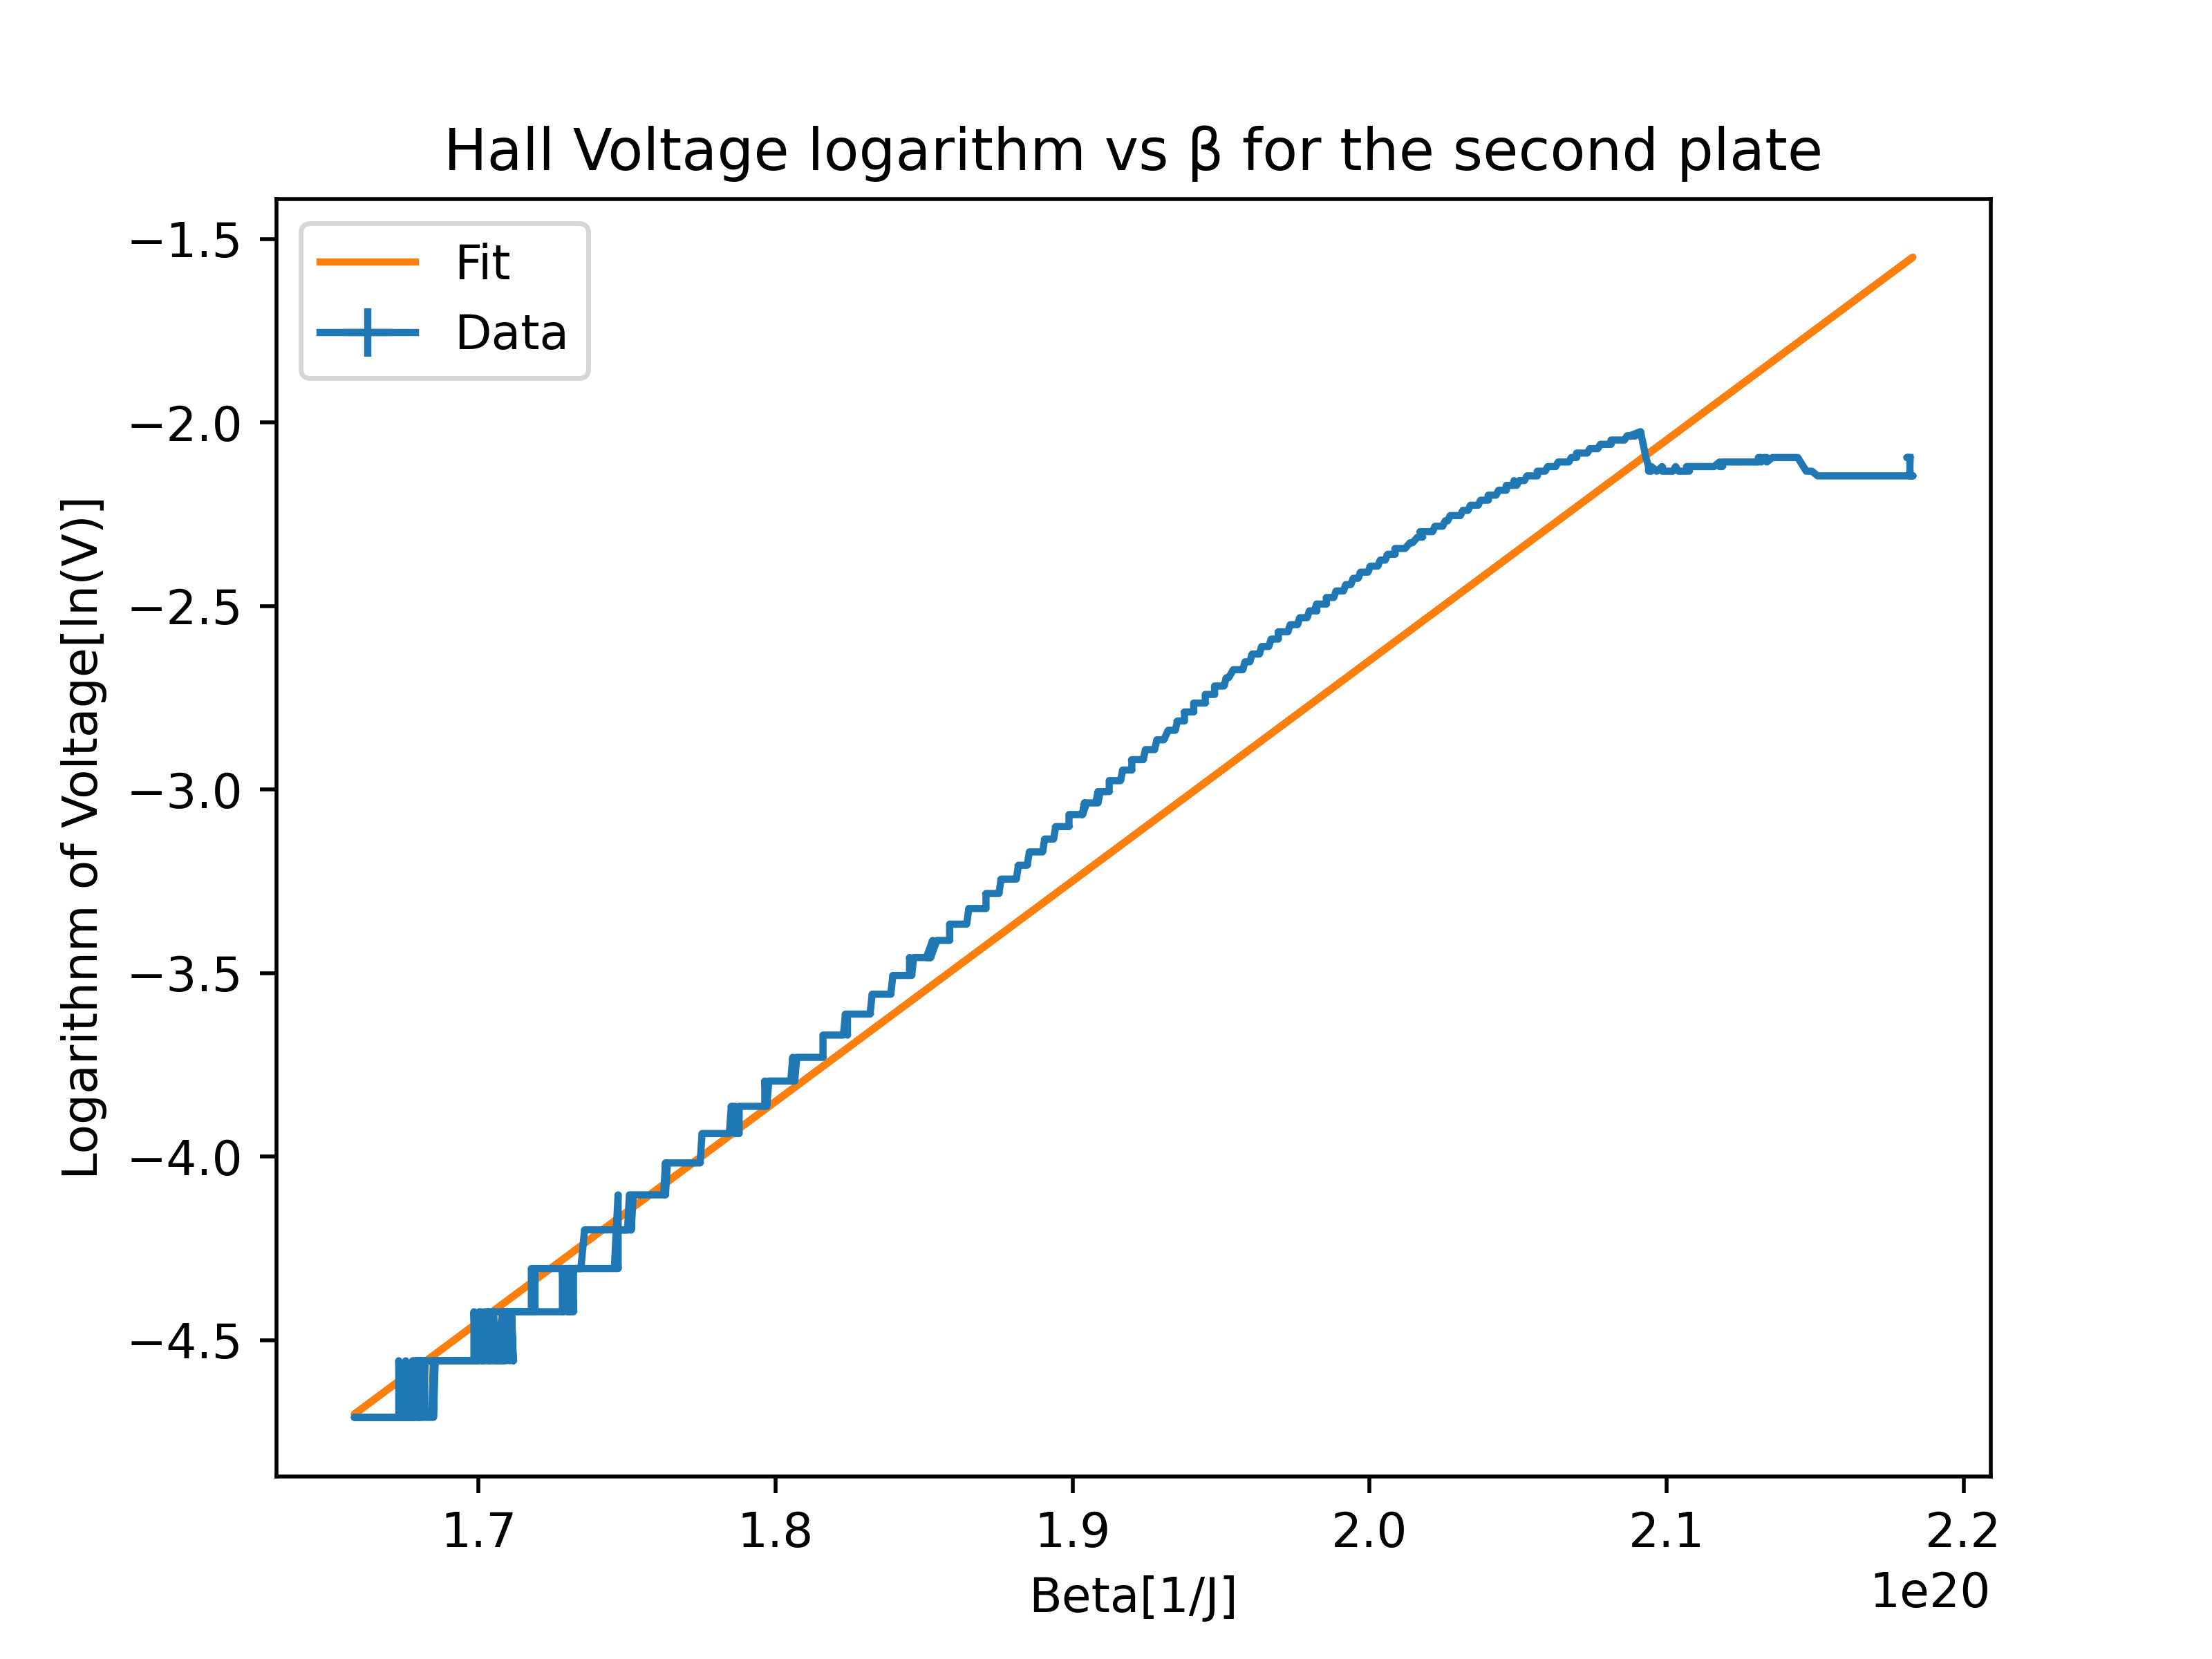 Hall Voltage logarithm vs β for the second plate
Fit
Data
−1.5
−2.0
−2.5
−3.0
−3.5
−4.0
−4.5
Logarithnm of Voltage[ln(V)]
1.7 1.8 1.9 2.0 2.1 2.2
1e20
Beta[1/J]